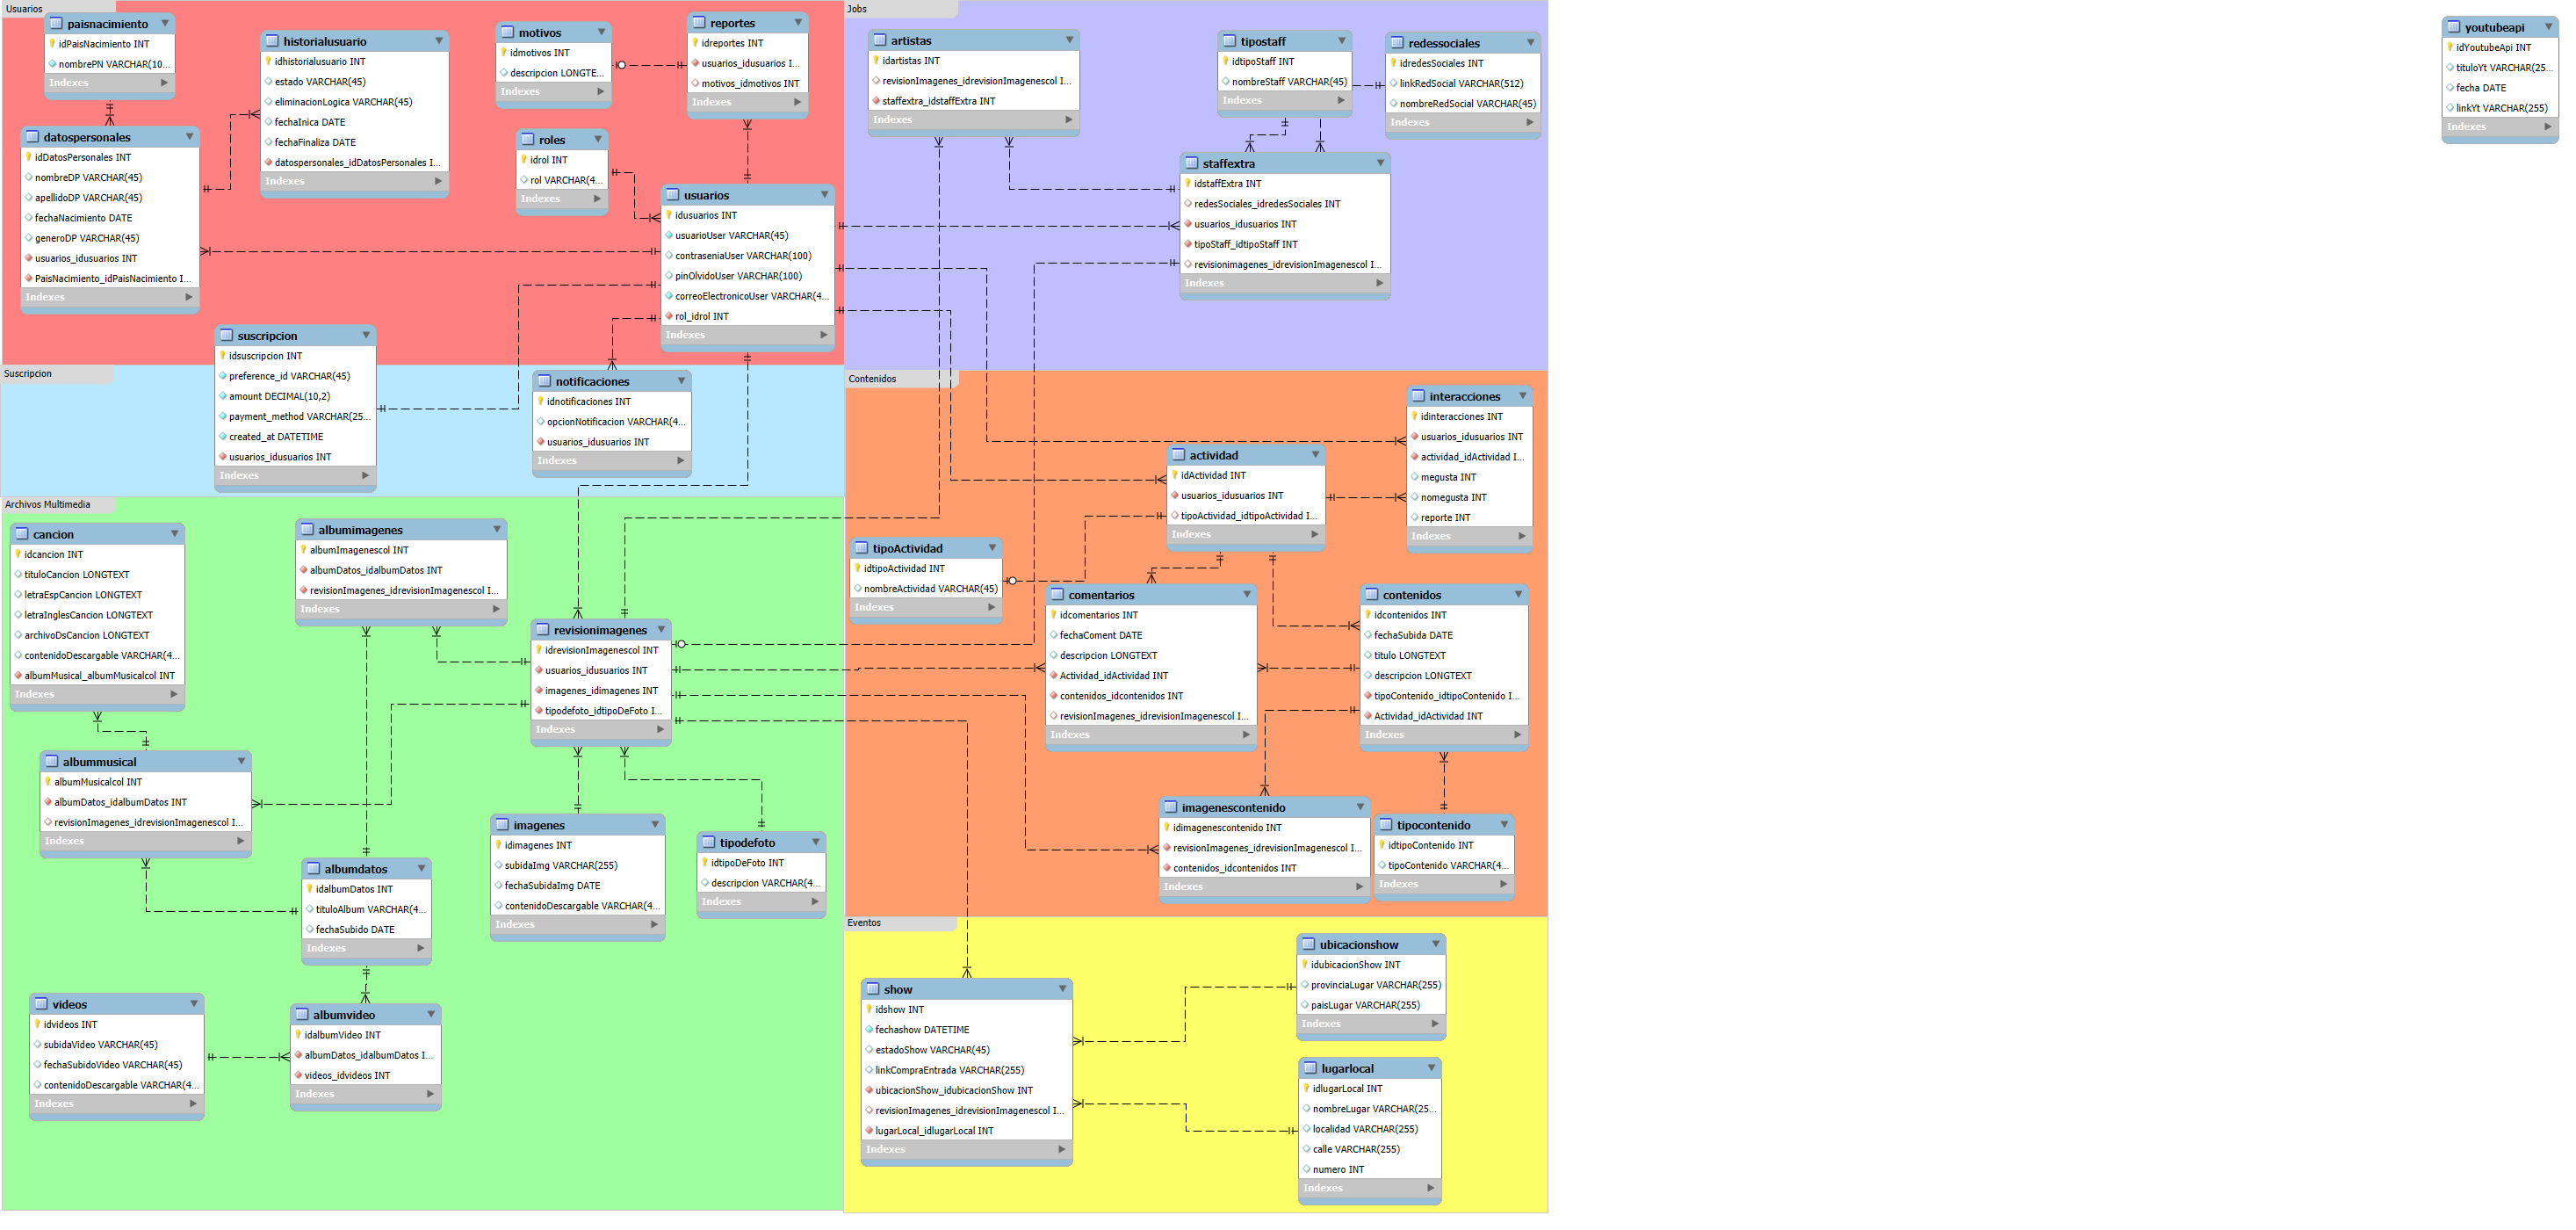 Usuarios
paisnacimiento
idPaisNacimiento INT
nombrePN VARCHAR(10...
Indexes
historialusuario
idhistorialusuario INT
estado VARCHAR(45)
eliminacionLogica VARCHAR(45)
fechaInica DATE
fechaFinaliza DATE
datospersonales_idDatosPersonales I...
Indexes
motivos
idmotivos INT
descripcion LONGTE...
Indexes
reportes
idreportes INT
usuarios_idusuarios I...
motivos_idmotivos INT
Indexes
datospersonales
idDatosPersonales INT
nombreDP VARCHAR(45)
apellidoDP VARCHAR(45)
fechaNacimiento DATE
generoDP VARCHAR(45)
usuarios_idusuarios INT
PaisNacimiento_idPaisNacimiento I...
Indexes
roles
idrol INT
rol VARCHAR(4...
Indexes
usuarios
idusuarios INT
usuarioUser VARCHAR(45)
contraseniaUser VARCHAR(100)
pinOlvidoUser VARCHAR(100)
correoElectronicoUser VARCHAR(4...
rol_idrol INT
Indexes
Jobs
artistas
idartistas INT
revisionImagenes_idrevisionImagenescol I...
staffextra_idstaffExtra INT
Indexes
tipostaff
idtipoStaff INT
nombreStaff VARCHAR(45)
Indexes
redessociales
idredesSociales INT
linkRedSocial VARCHAR(512)
nombreRedSocial VARCHAR(45)
Indexes
staffextra
idstaffExtra INT
redesSociales_idredesSociales INT
usuarios_idusuarios INT
tipoStaff_idtipoStaff INT
revisionimagenes_idrevisionImagenescol I...
Indexes
youtubeapi
idYoutubeApi INT
tituloYt VARCHAR(25...
fecha DATE
linkYt VARCHAR(255)
Indexes
Suscripcion
suscripcion
idsuscripcion INT
preference_id VARCHAR(45)
amount DECIMAL(10,2)
payment_method VARCHAR(25...
created_at DATETIME
usuarios_idusuarios INT
Indexes
notificaciones
idnotificaciones INT
opcionNotificacion VARCHAR(4...
usuarios_idusuarios INT
Indexes
Contenidos
interacciones
idinteracciones INT
usuarios_idusuarios INT
actividad_idActividad I...
megusta INT
nomegusta INT
reporte INT
Indexes
actividad
idActividad INT
usuarios_idusuarios INT
tipoActividad_idtipoActividad I...
Indexes
tipoActividad
idtipoActividad INT
nombreActividad VARCHAR(45)
Indexes
comentarios
idcomentarios INT
fechaComent DATE
descripcion LONGTEXT
Actividad_idActividad INT
contenidos_idcontenidos INT
revisionImagenes_idrevisionImagenescol I...
Indexes
contenidos
idcontenidos INT
fechaSubida DATE
titulo LONGTEXT
descripcion LONGTEXT
tipoContenido_idtipoContenido I...
Actividad_idActividad INT
Indexes
imagenescontenido
idimagenescontenido INT
revisionImagenes_idrevisionImagenescol I...
contenidos_idcontenidos INT
Indexes
tipocontenido
idtipoContenido INT
tipoContenido VARCHAR(4...
Indexes
Archivos Multimedia
cancion
idcancion INT
tituloCancion LONGTEXT
letraEspCancion LONGTEXT
letraInglesCancion LONGTEXT
archivoDsCancion LONGTEXT
contenidoDescargable VARCHAR(4...
albumMusical_albumMusicalcol INT
Indexes
albumimagenes
albumImagenescol INT
albumDatos_idalbumDatos INT
revisionImagenes_idrevisionImagenescol I...
Indexes
revisionimagenes
idrevisionImagenescol INT
usuarios_idusuarios INT
imagenes_idimagenes INT
tipodefoto_idtipoDeFoto I...
Indexes
albummusical
albumMusicalcol INT
albumDatos_idalbumDatos INT
revisionImagenes_idrevisionImagenescol I...
Indexes
imagenes
idimagenes INT
subidaImg VARCHAR(255)
fechaSubidaImg DATE
contenidoDescargable VARCHAR(4...
Indexes
tipodefoto
idtipoDeFoto INT
descripcion VARCHAR(4...
Indexes
albumdatos
idalbumDatos INT
tituloAlbum VARCHAR(4...
fechaSubido DATE
Indexes
videos
idvideos INT
subidaVideo VARCHAR(45)
fechaSubidoVideo VARCHAR(45)
contenidoDescargable VARCHAR(4...
Indexes
albumvideo
idalbumVideo INT
albumDatos_idalbumDatos I...
videos_idvideos INT
Indexes
Eventos
show
idshow INT
fechashow DATETIME
estadoShow VARCHAR(45)
linkCompraEntrada VARCHAR(255)
ubicacionShow_idubicacionShow INT
revisionImagenes_idrevisionImagenescol I...
lugarLocal_idlugarLocal INT
Indexes
ubicacionshow
idubicacionShow INT
provinciaLugar VARCHAR(255)
paisLugar VARCHAR(255)
Indexes
lugarlocal
idlugarLocal INT
nombreLugar VARCHAR(25...
localidad VARCHAR(255)
calle VARCHAR(255)
numero INT
Indexes